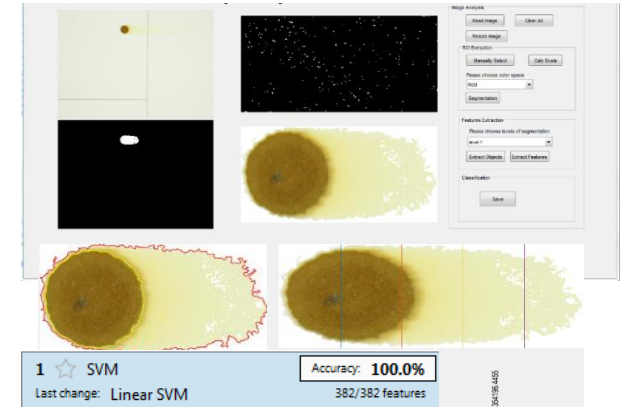 Image Analysis
Read Image
Clear All
Rotate Image
ROI Extraction
Manually Select
Calib Scale
Please choose color space
RGB
Segmentation
Features Extraction
Please choose levels of segmentation
level 1
Extract Objects
Extract Features
Classification
Save
1 ☆ SVM
Accuracy: 100.0%
Last change: Linear SVM
382/382 features